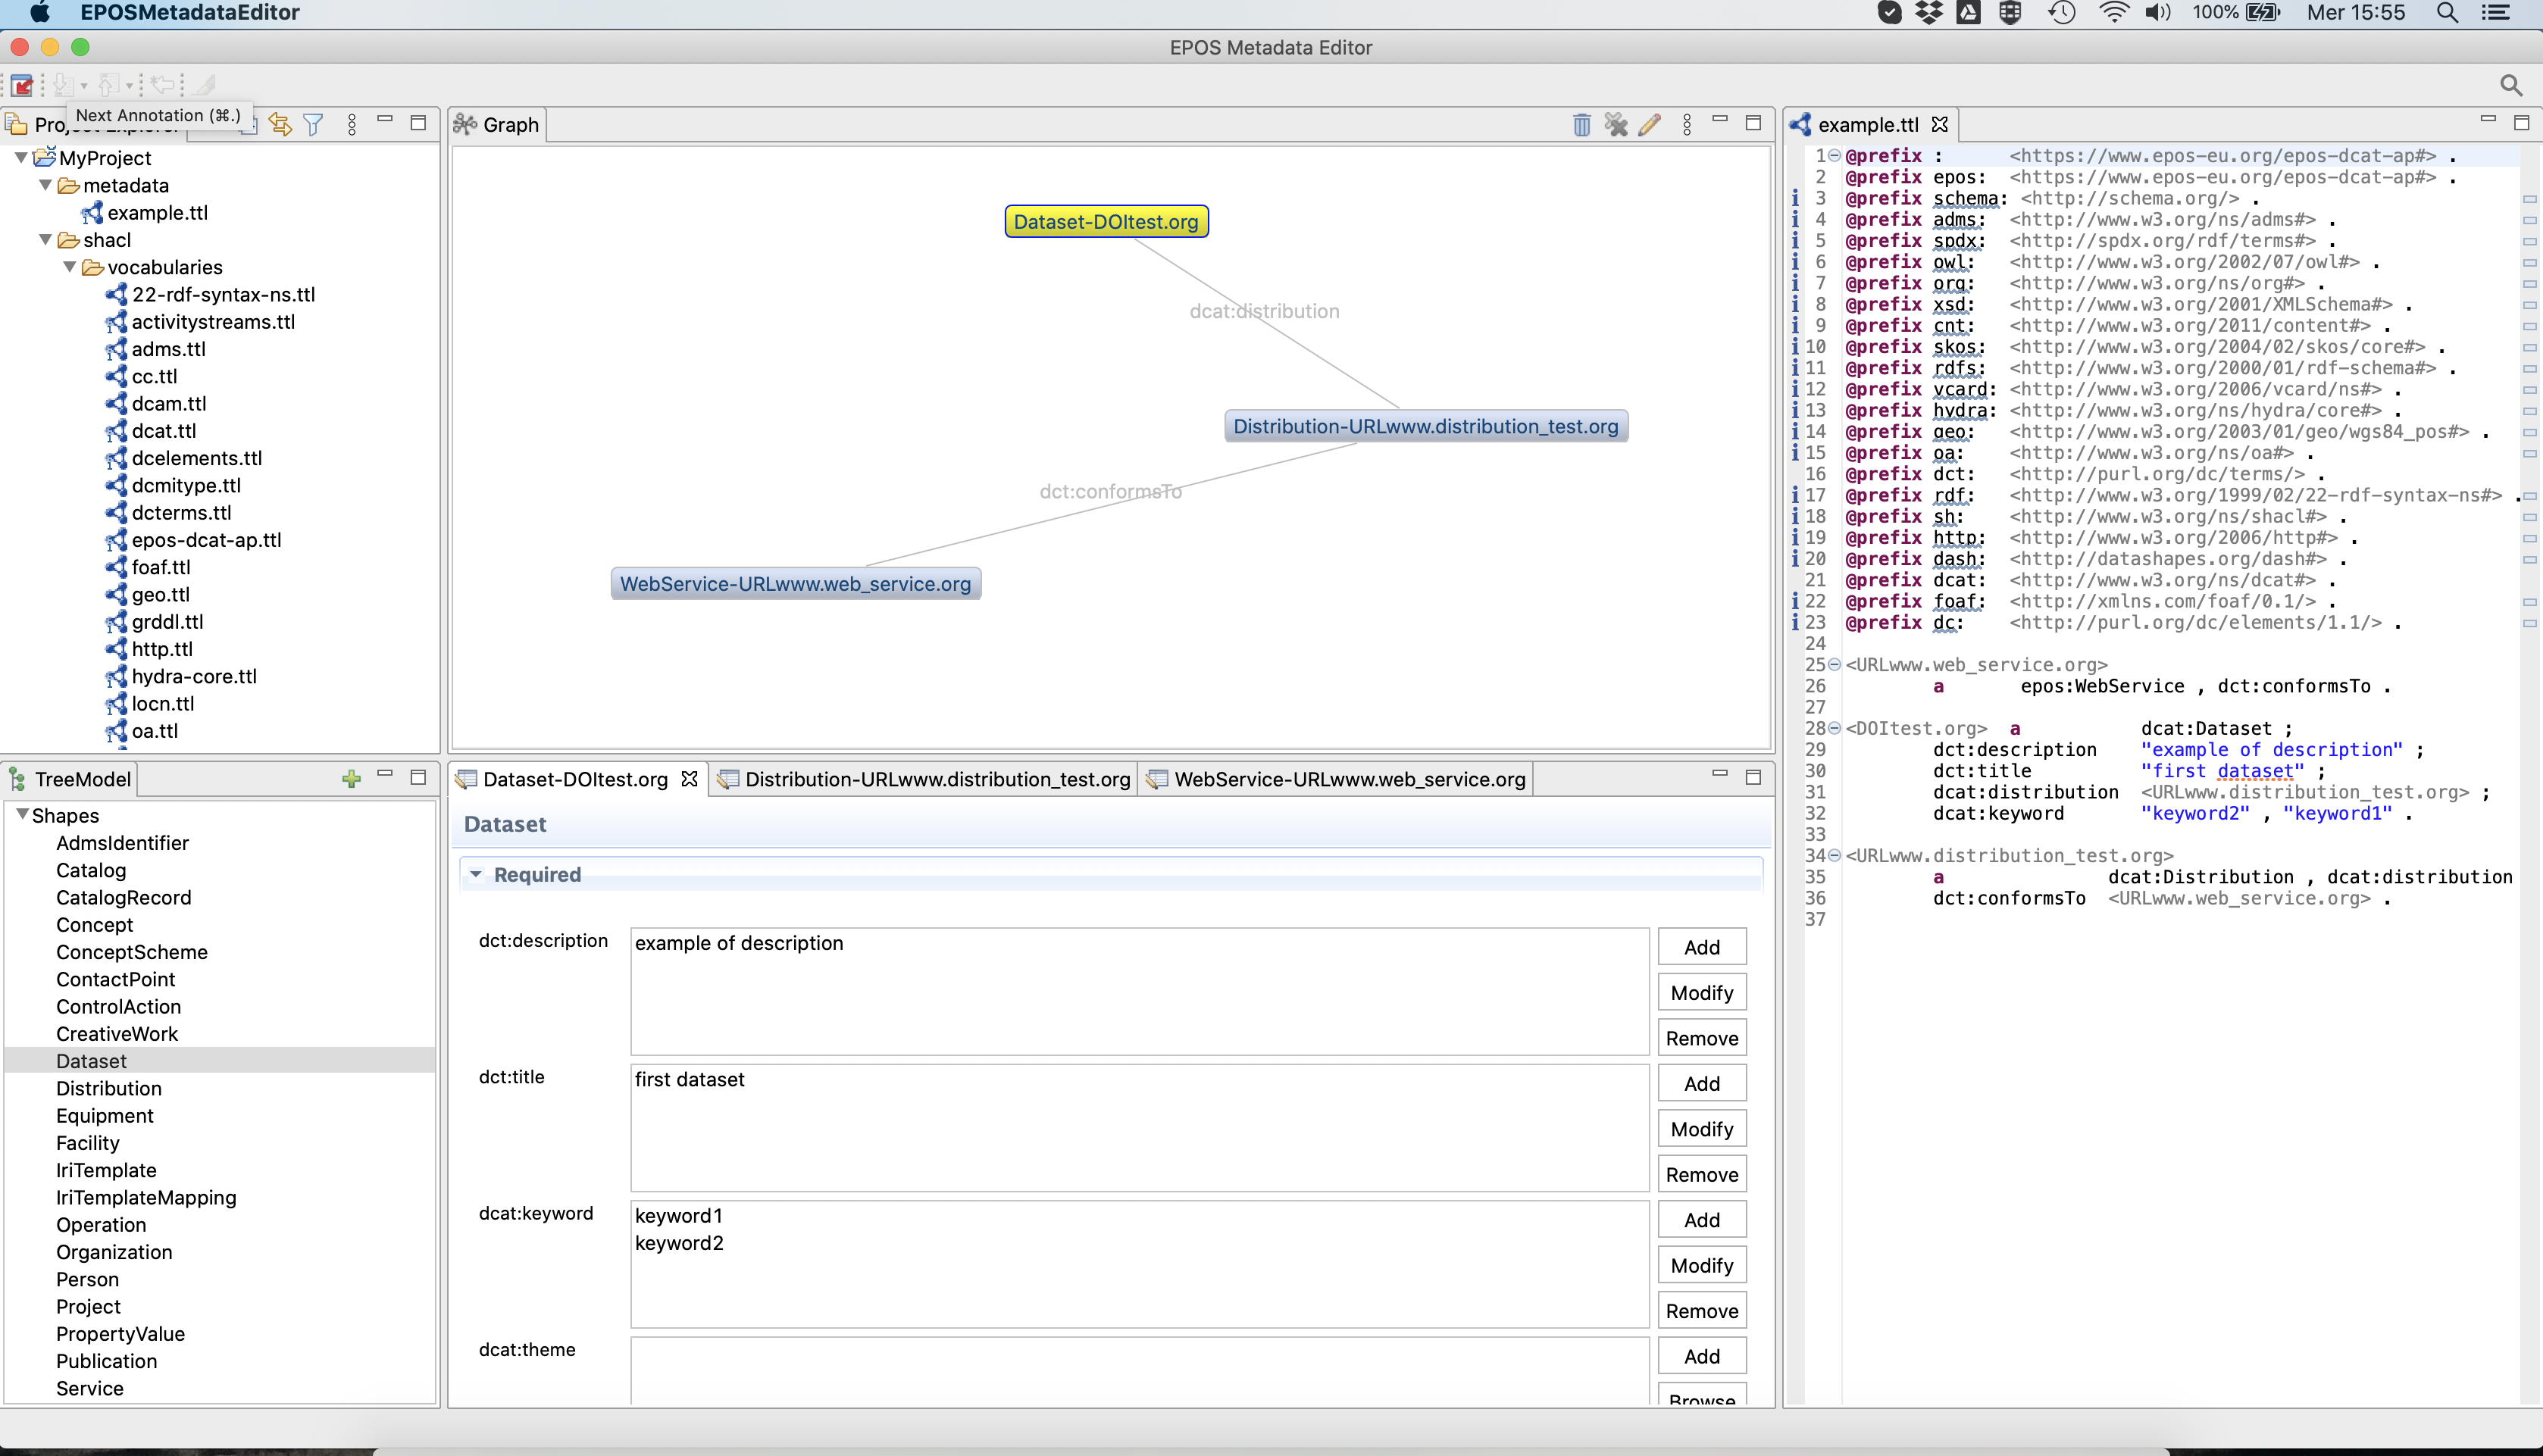 EPOSMetadataEditor
100%
Mer 15:55
EPOS Metadata Editor
Next Annotation (⌘.)
MyProject
metadata
example.ttl
shacl
vocabularies
22-rdf-syntax-ns.ttl
activitystreams.ttl
adms.ttl
cc.ttl
dcam.ttl
dcat.ttl
dcelements.ttl
dcmitype.ttl
dcterms.ttl
epos-dcat-ap.ttl
foaf.ttl
geo.ttl
grddl.ttl
http.ttl
hydra-core.ttl
locn.ttl
oa.ttl
TreeModel
Shapes
AdmsIdentifier
Catalog
CatalogRecord
Concept
ConceptScheme
ContactPoint
ControlAction
CreativeWork
Dataset
Distribution
Equipment
Facility
IriTemplate
IriTemplateMapping
Operation
Organization
Person
Project
PropertyValue
Publication
Service
Graph
Dataset-DOItest.org
dcat:distribution
Distribution-URLwww.distribution_test.org
dct:conformsTo
WebService-URLwww.web_service.org
Dataset-DOItest.org
Distribution-URLwww.distribution_test.org
WebService-URLwww.web_service.org
Dataset
Required
dct:description
example of description
Add
Modify
Remove
dct:title
first dataset
Add
Modify
Remove
dcat:keyword
keyword1
keyword2
Add
Modify
Remove
dcat:theme
Add
Browse
example.ttl
1 @prefix : <https://www.epos-eu.org/epos-dcat-ap#> .
2 @prefix epos: <https://www.epos-eu.org/epos-dcat-ap#> .
3 @prefix schema: <http://schema.org/> .
4 @prefix adms: <http://www.w3.org/ns/adms#> .
5 @prefix spdx: <http://spdx.org/rdf/terms#> .
6 @prefix owl: <http://www.w3.org/2002/07/owl#> .
7 @prefix org: <http://www.w3.org/ns/org#> .
8 @prefix xsd: <http://www.w3.org/2001/XMLSchema#> .
9 @prefix cnt: <http://www.w3.org/2011/content#> .
10 @prefix skos: <http://www.w3.org/2004/02/skos/core#> .
11 @prefix rdfs: <http://www.w3.org/2000/01/rdf-schema#> .
12 @prefix vcard: <http://www.w3.org/2006/vcard/ns#> .
13 @prefix hydra: <http://www.w3.org/ns/hydra/core#> .
14 @prefix geo: <http://www.w3.org/2003/01/geo/wgs84_pos#> .
15 @prefix oa: <http://www.w3.org/ns/oa#> .
16 @prefix dct: <http://purl.org/dc/terms/> .
17 @prefix rdf: <http://www.w3.org/1999/02/22-rdf-syntax-ns#> .
18 @prefix sh: <http://www.w3.org/ns/shacl#> .
19 @prefix http: <http://www.w3.org/2006/http#> .
20 @prefix dash: <http://datashapes.org/dash#> .
21 @prefix dcat: <http://www.w3.org/ns/dcat#> .
22 @prefix foaf: <http://xmlns.com/foaf/0.1/> .
23 @prefix dc: <http://purl.org/dc/elements/1.1/> .
24
25 <URLwww.web_service.org>
26 a epos:WebService , dct:conformsTo .
27
28 <DOItest.org> a dcat:Dataset ;
29 dct:description "example of description" ;
30 dct:title "first dataset" ;
31 dcat:distribution <URLwww.distribution_test.org> ;
32 dcat:keyword "keyword2" , "keyword1" .
33
34 <URLwww.distribution_test.org>
35 a dcat:Distribution , dcat:distribution
36 dct:conformsTo <URLwww.web_service.org> .
37